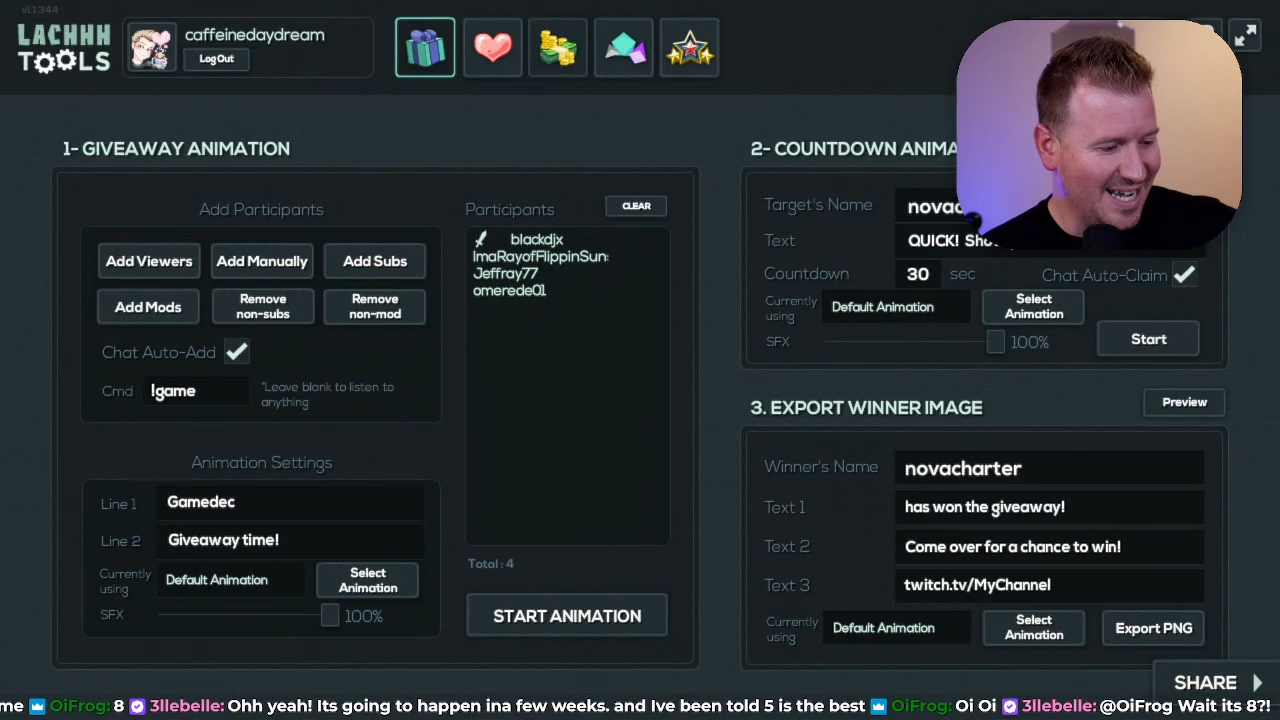 v1.1.344
LACHHH
TOOLS
caffeinedaydream
Log Out
1- GIVEAWAY ANIMATION
Add Participants
Add Viewers
Add Manually
Add Subs
Add Mods
Remove
non-subs
Remove
non-mod
Chat Auto-Add
Cmd
!game
*Leave blank to listen to
anything
Participants
CLEAR
blackdjx
ImaRayofFlippinSun
Jeffray77
omerede01
Total : 4
START ANIMATION
Animation Settings
Line 1
Gamedec
Line 2
Giveaway time!
Currently
using
Default Animation
Select
Animation
SFX
100%
2- COUNTDOWN ANIMA
Target's Name
Text
QUICK!
Countdown
30
sec
Chat Auto-Claim
Currently
using
Default Animation
Select
Animation
SFX
100%
Start
3. EXPORT WINNER IMAGE
Preview
Winner's Name
novacharter
Text 1
has won the giveaway!
Text 2
Come over for a chance to win!
Text 3
twitch.tv/MyChannel
Currently
using
Default Animation
Select
Animation
Export PNG
SHARE
me OiFrog: 8 3llebelle: Ohh yeah! Its going to happen ina few weeks. and Ive been told 5 is the best OiFrog: Oi Oi 3llebelle: @OiFrog Wait its 8?!